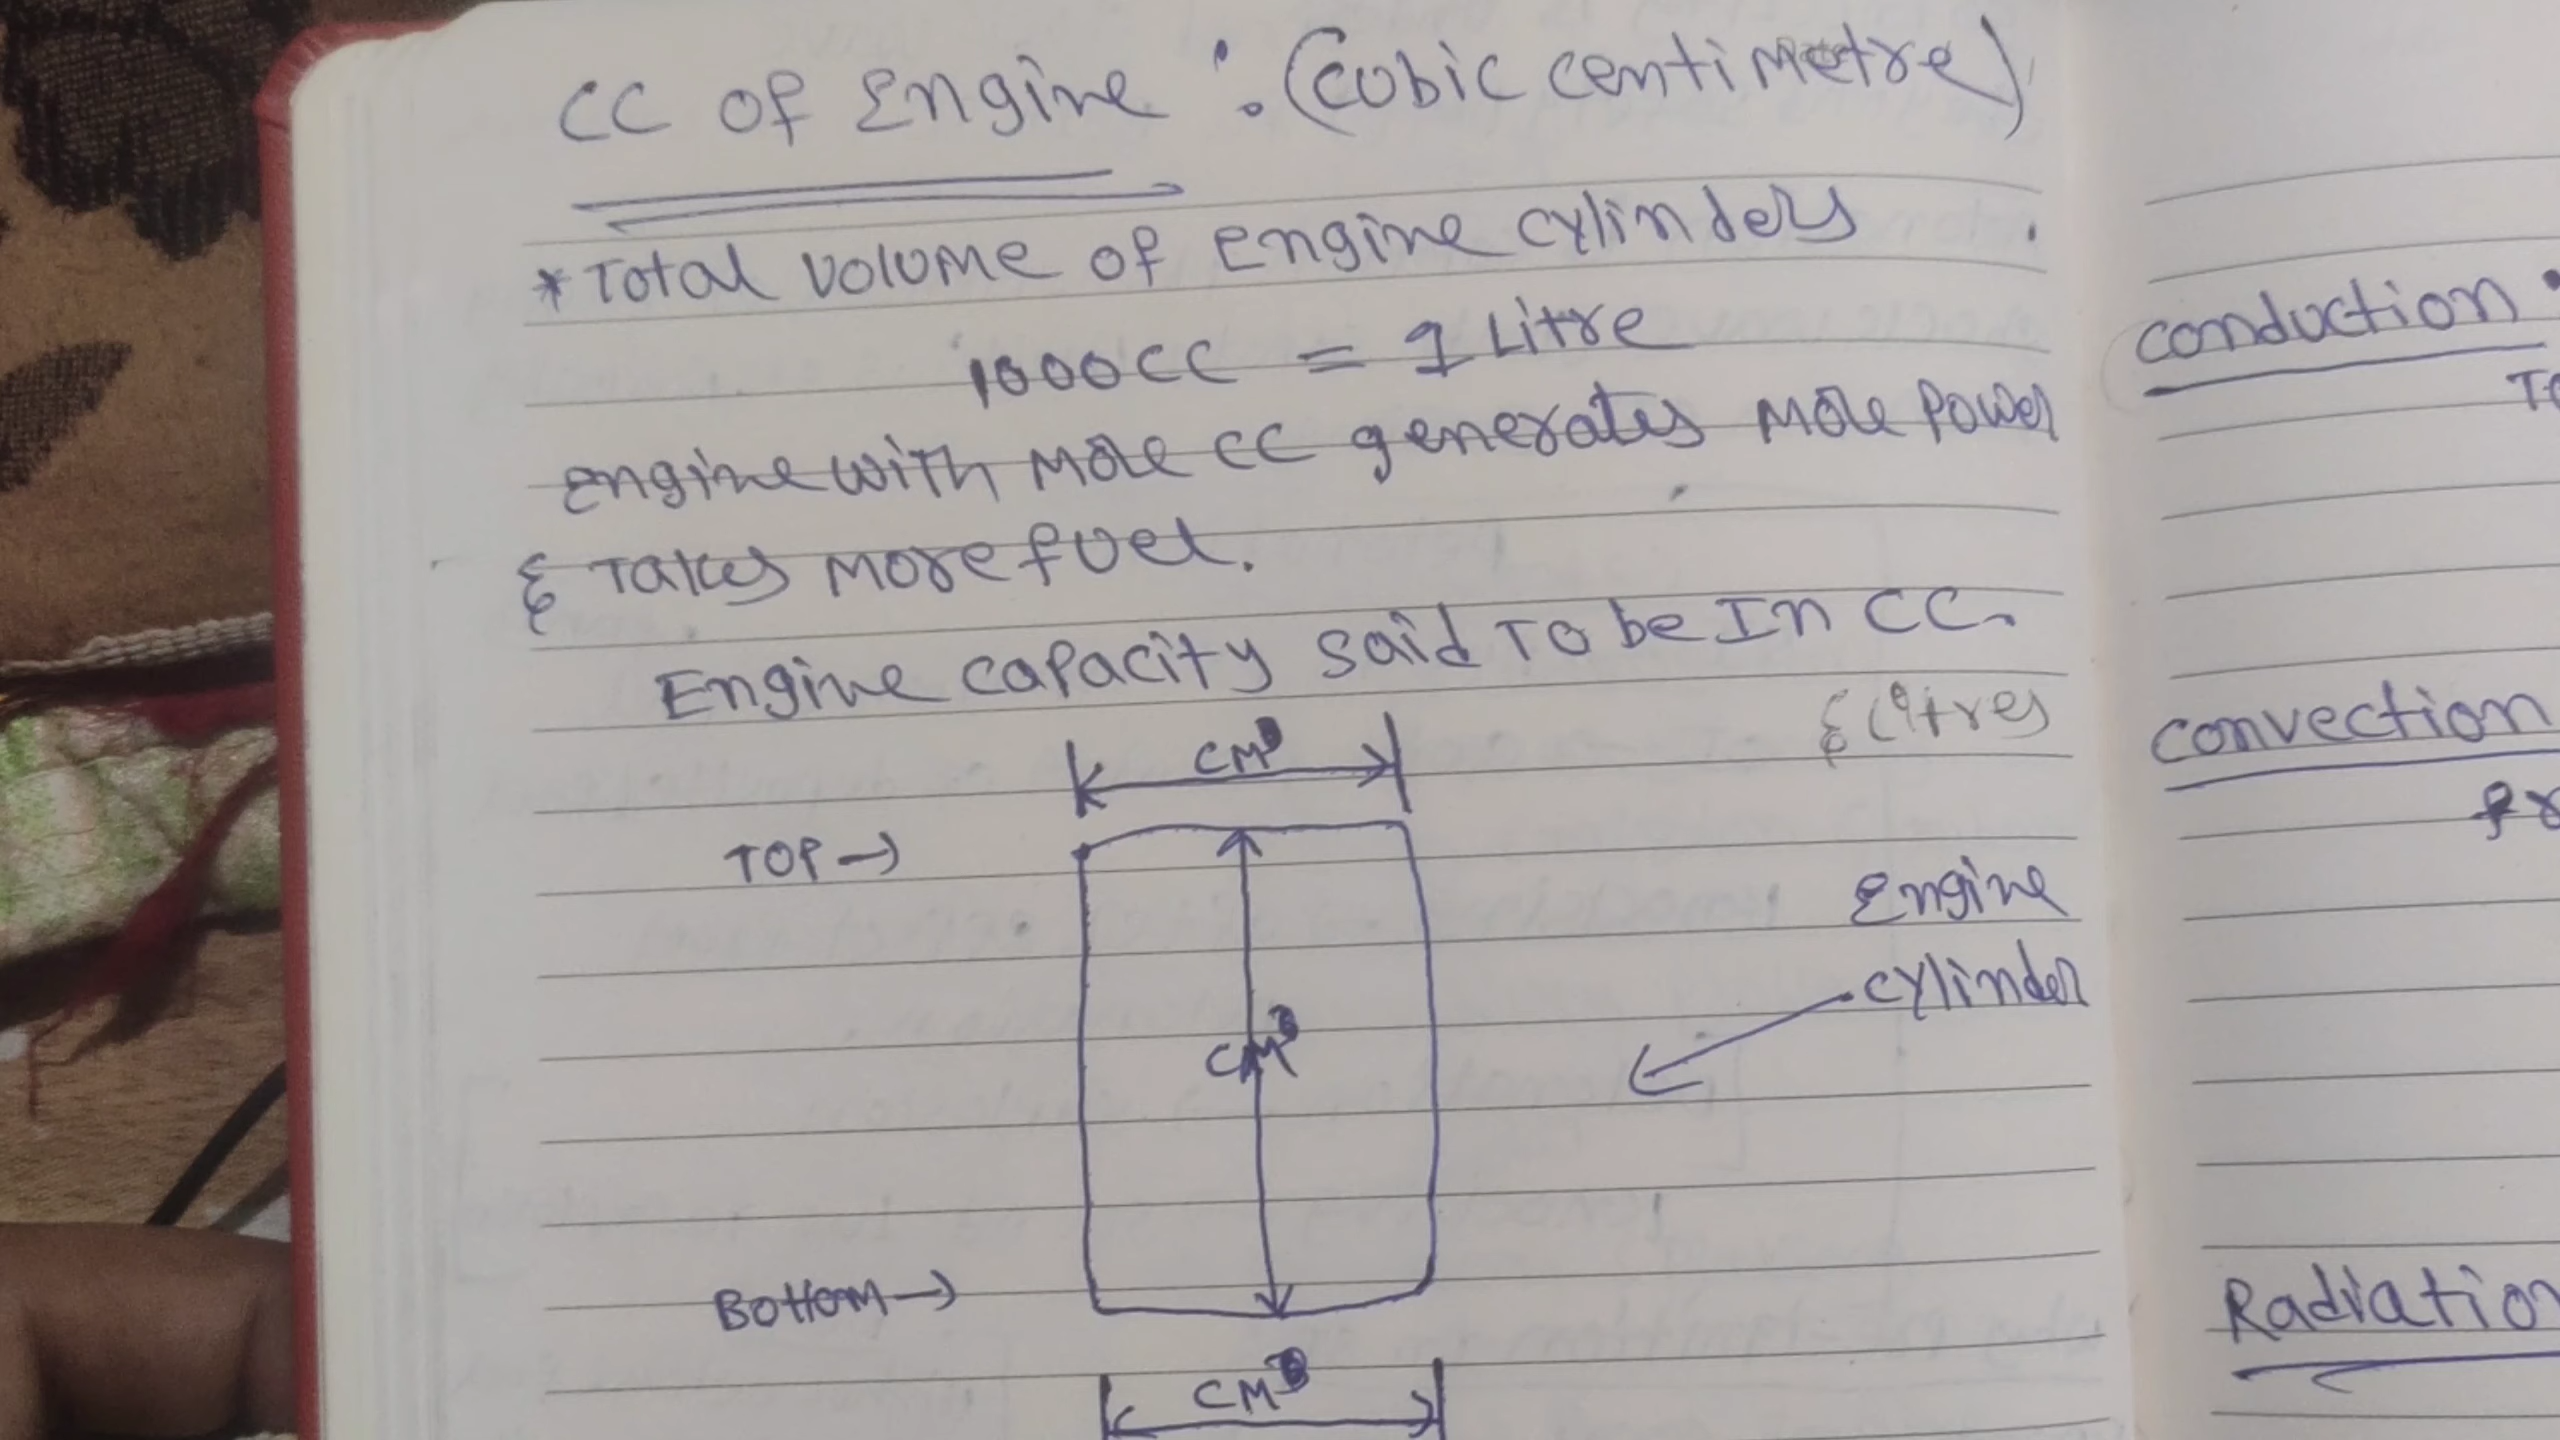 CC of Engine : (cubic centimetre)
* Total volume of engine cylinders
1000CC = 1 Litre
engine with more CC generates more power
& takes more fuel.
Engine capacity said to be In CC.
& Litres
CM³
TOP →
Engine
cylinder
CM³
Bottom →
CM³
conduction
To
convection
fr
Radiation